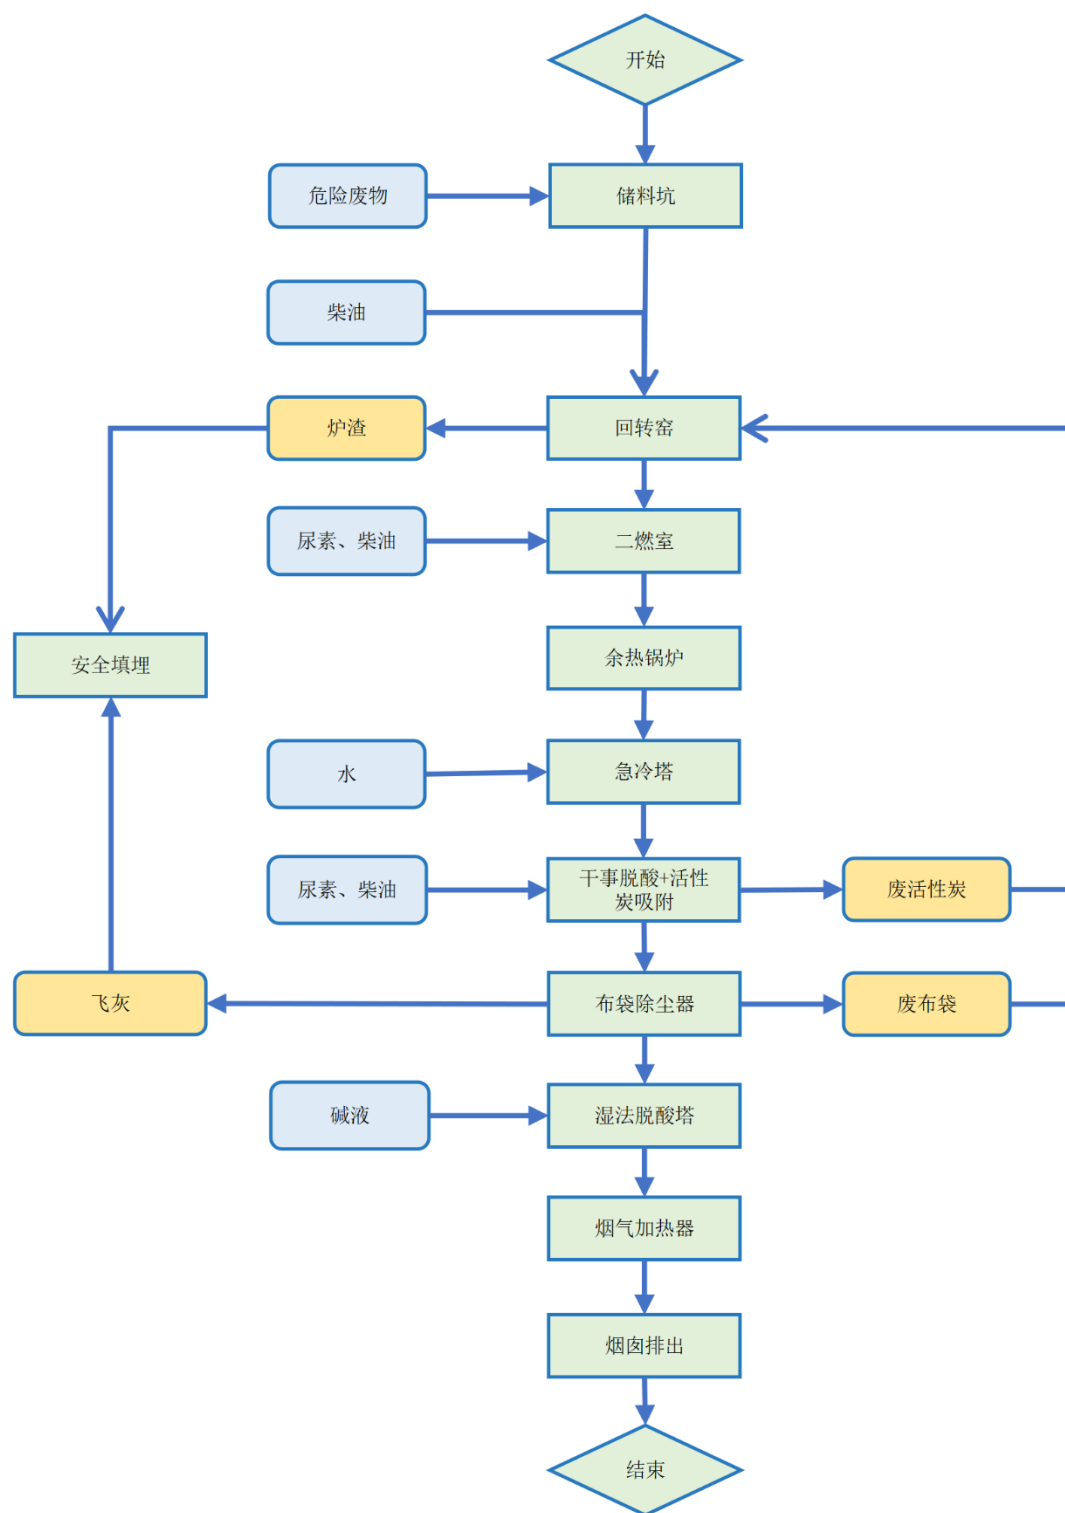 开始
危险废物
储料坑
柴油
炉渣
回转窑
尿素、柴油
二燃室
余热锅炉
安全填埋
水
急冷塔
尿素、柴油
干事脱酸+活性
炭吸附
废活性炭
飞灰
布袋除尘器
废布袋
碱液
湿法脱酸塔
烟气加热器
烟囱排出
结束